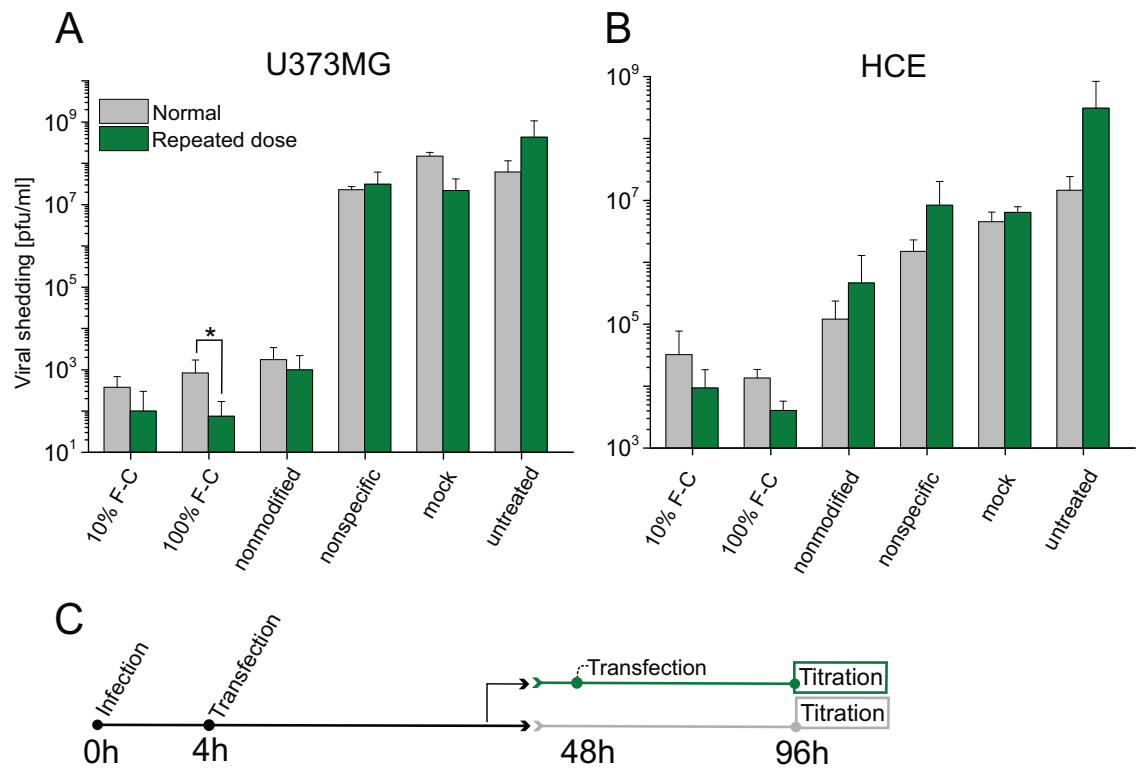 A
U373MG
Normal
Repeated dose
Viral shedding [pfu/ml]
10⁹
10⁷
10⁵
10³
10¹
*
10% F-C
100% F-C
nonmodified
nonspecific
mock
untreated
B
HCE
10⁹
10⁷
10⁵
10³
10% F-C
100% F-C
nonmodified
nonspecific
mock
untreated
C
Infection
Transfection
Transfection
Titration
Titration
0h
4h
48h
96h